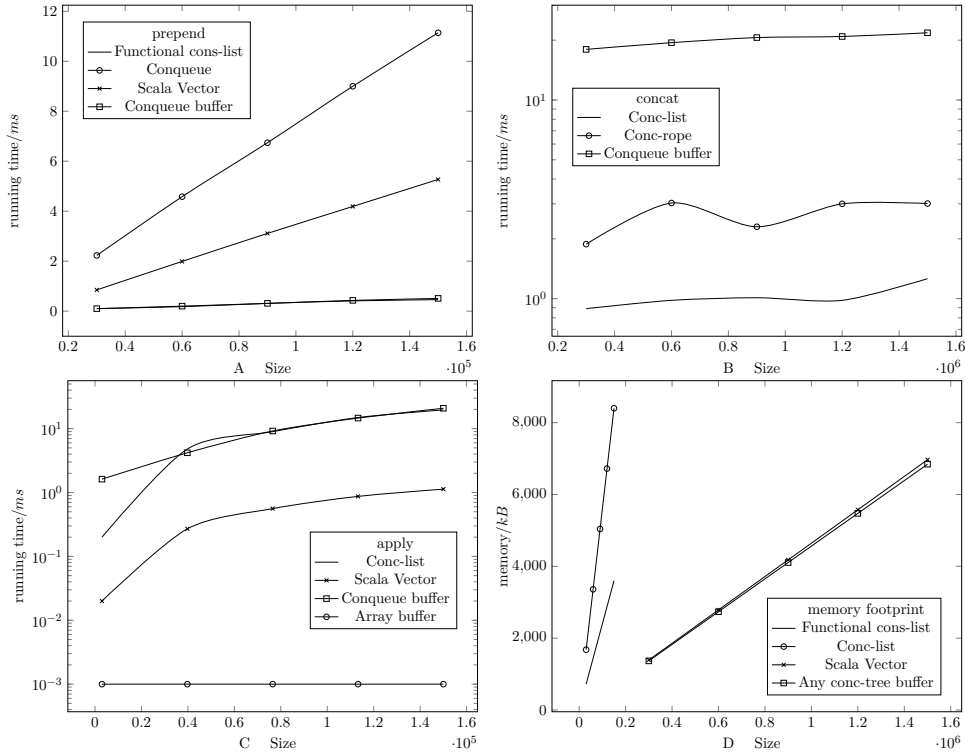 12
10
8
6
4
2
0
running time/ms
prepend
Functional cons-list
Conqueue
Scala Vector
Conqueue buffer
0.2 0.4 0.6 0.8 1 1.2 1.4 1.6
A Size ·10^5
10^1
10^0
running time/ms
concat
Conc-list
Conc-rope
Conqueue buffer
0 0.2 0.4 0.6 0.8 1 1.2 1.4 1.6
B Size ·10^6
10^1
10^0
10^−1
10^−2
10^−3
running time/ms
apply
Conc-list
Scala Vector
Conqueue buffer
Array buffer
0 0.2 0.4 0.6 0.8 1 1.2 1.4 1.6
C Size ·10^5
8,000
6,000
4,000
2,000
0
memory/kB
memory footprint
Functional cons-list
Conc-list
Scala Vector
Any conc-tree buffer
0 0.2 0.4 0.6 0.8 1 1.2 1.4 1.6
D Size ·10^6